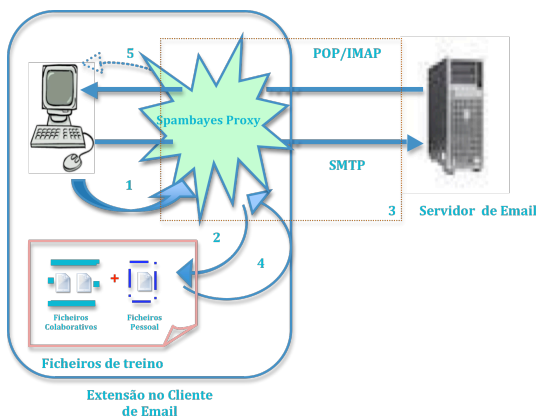 5
POP/IMAP
Spambayes Proxy
SMTP
1
3
Servidor de Email
2
4
+
Ficheiros
Colaborativos
Ficheiros
Pessoal
Ficheiros de treino
Extensão no Cliente
de Email